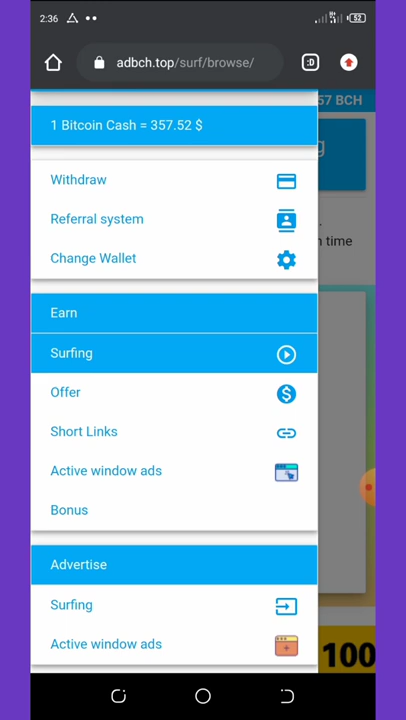 2:36
52
adbch.top/surf/browse/
:D
57 BCH
1 Bitcoin Cash = 357.52 $
g
Withdraw
Referral system
time
Change Wallet
Earn
Surfing
Offer
Short Links
Active window ads
Bonus
Advertise
Surfing
Active window ads
100